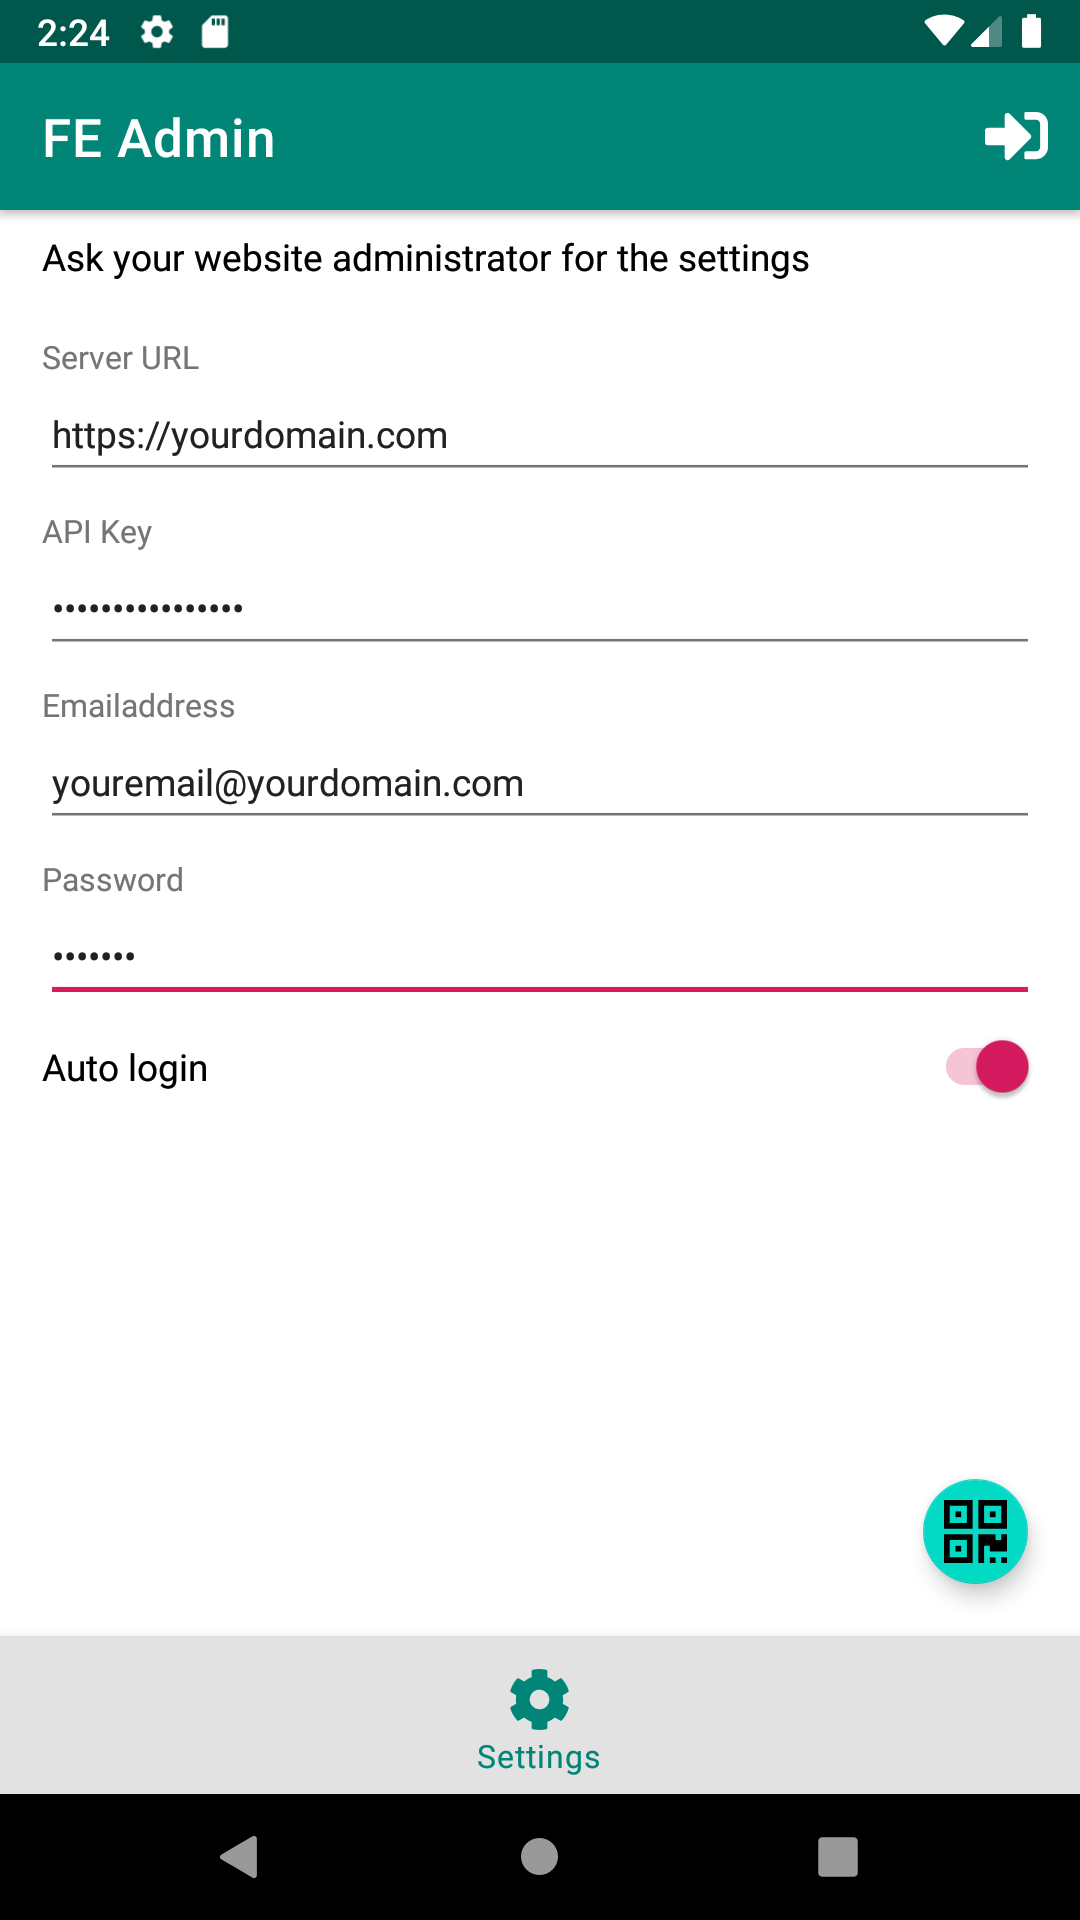 2:24
FE Admin
Ask your website administrator for the settings
Server URL
https://yourdomain.com
API Key
••••••••••••••••
Emailaddress
youremail@yourdomain.com
Password
•••••••
Auto login
Settings